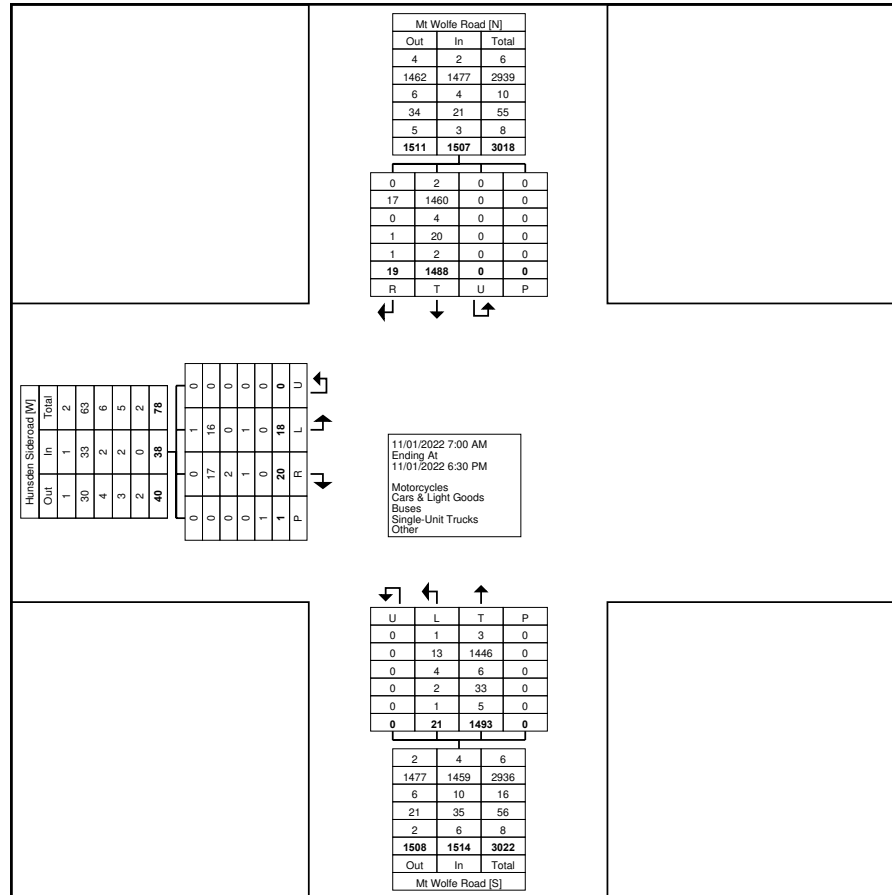 Mt Wolfe Road [N]
Out In Total
4 2 6
1462 1477 2939
6 4 10
34 21 55
5 3 8
1511 1507 3018
0 2 0 0
17 1460 0 0
0 4 0 0
1 20 0 0
1 2 0 0
19 1488 0 0
R T U P
Hunsden Sideroad [W]
Total 2 63 6 5 2 78
In 1 33 2 2 0 38
Out 1 30 4 3 2 40
0 0 0 0 0 0 U
1 16 0 1 0 18 L
0 17 2 1 0 20 R
0 0 0 0 1 1 P
11/01/2022 7:00 AM
Ending At
11/01/2022 6:30 PM
Motorcycles
Cars & Light Goods
Buses
Single-Unit Trucks
Other
U L T P
0 1 3 0
0 13 1446 0
0 4 6 0
0 2 33 0
0 1 5 0
0 21 1493 0
2 4 6
1477 1459 2936
6 10 16
21 35 56
2 6 8
1508 1514 3022
Out In Total
Mt Wolfe Road [S]